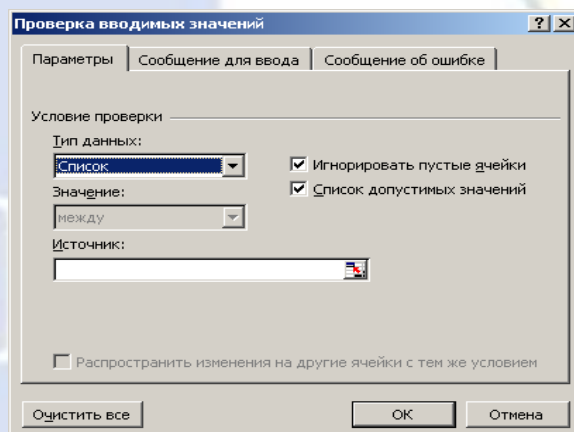 Проверка вводимых значений
Параметры Сообщение для ввода Сообщение об ошибке
Условие проверки
Тип данных:
Список
Игнорировать пустые ячейки
Значение:
Список допустимых значений
между
Источник:
Распространить изменения на другие ячейки с тем же условием
Очистить все ОК Отмена